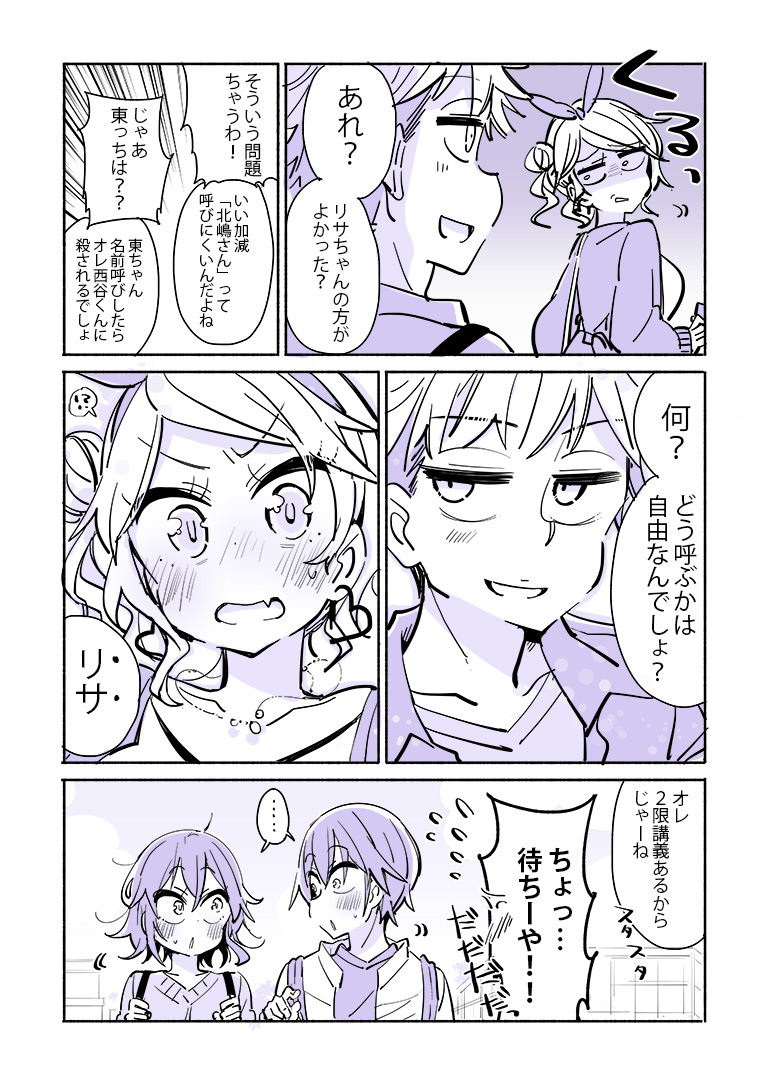 くるっ
あれ？
リサちゃんの方が
よかった？
そういう問題
ちゃうわ！
いい加減
「北嶋さん」って
呼びにくいんだよね
じゃあ
東っちは？？
東ちゃん
名前呼びしたら
オレ西谷くんに
殺されるでしょ
何？
どう呼ぶかは
自由なんでしょ？
!?
リサ
オレ
２限講義あるから
じゃーね
スタ
スタ
ちょっ…
待ちーや！！
だだだだっ
……